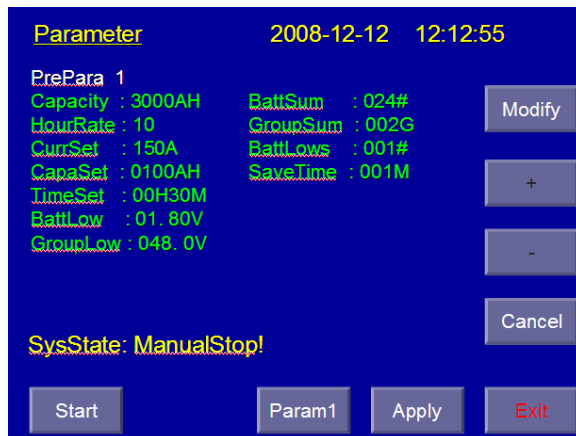 Parameter 2008-12-12 12:12:55
PrePara 1
Capacity : 3000AH BattSum : 024#
HourRate : 10 GroupSum : 002G
CurrSet : 150A BattLows : 001#
CapaSet : 0100AH SaveTime : 001M
TimeSet : 00H30M
BattLow : 01. 80V
GroupLow : 048. 0V
Modify
+
-
Cancel
SysState: ManualStop!
Start Param1 Apply Exit